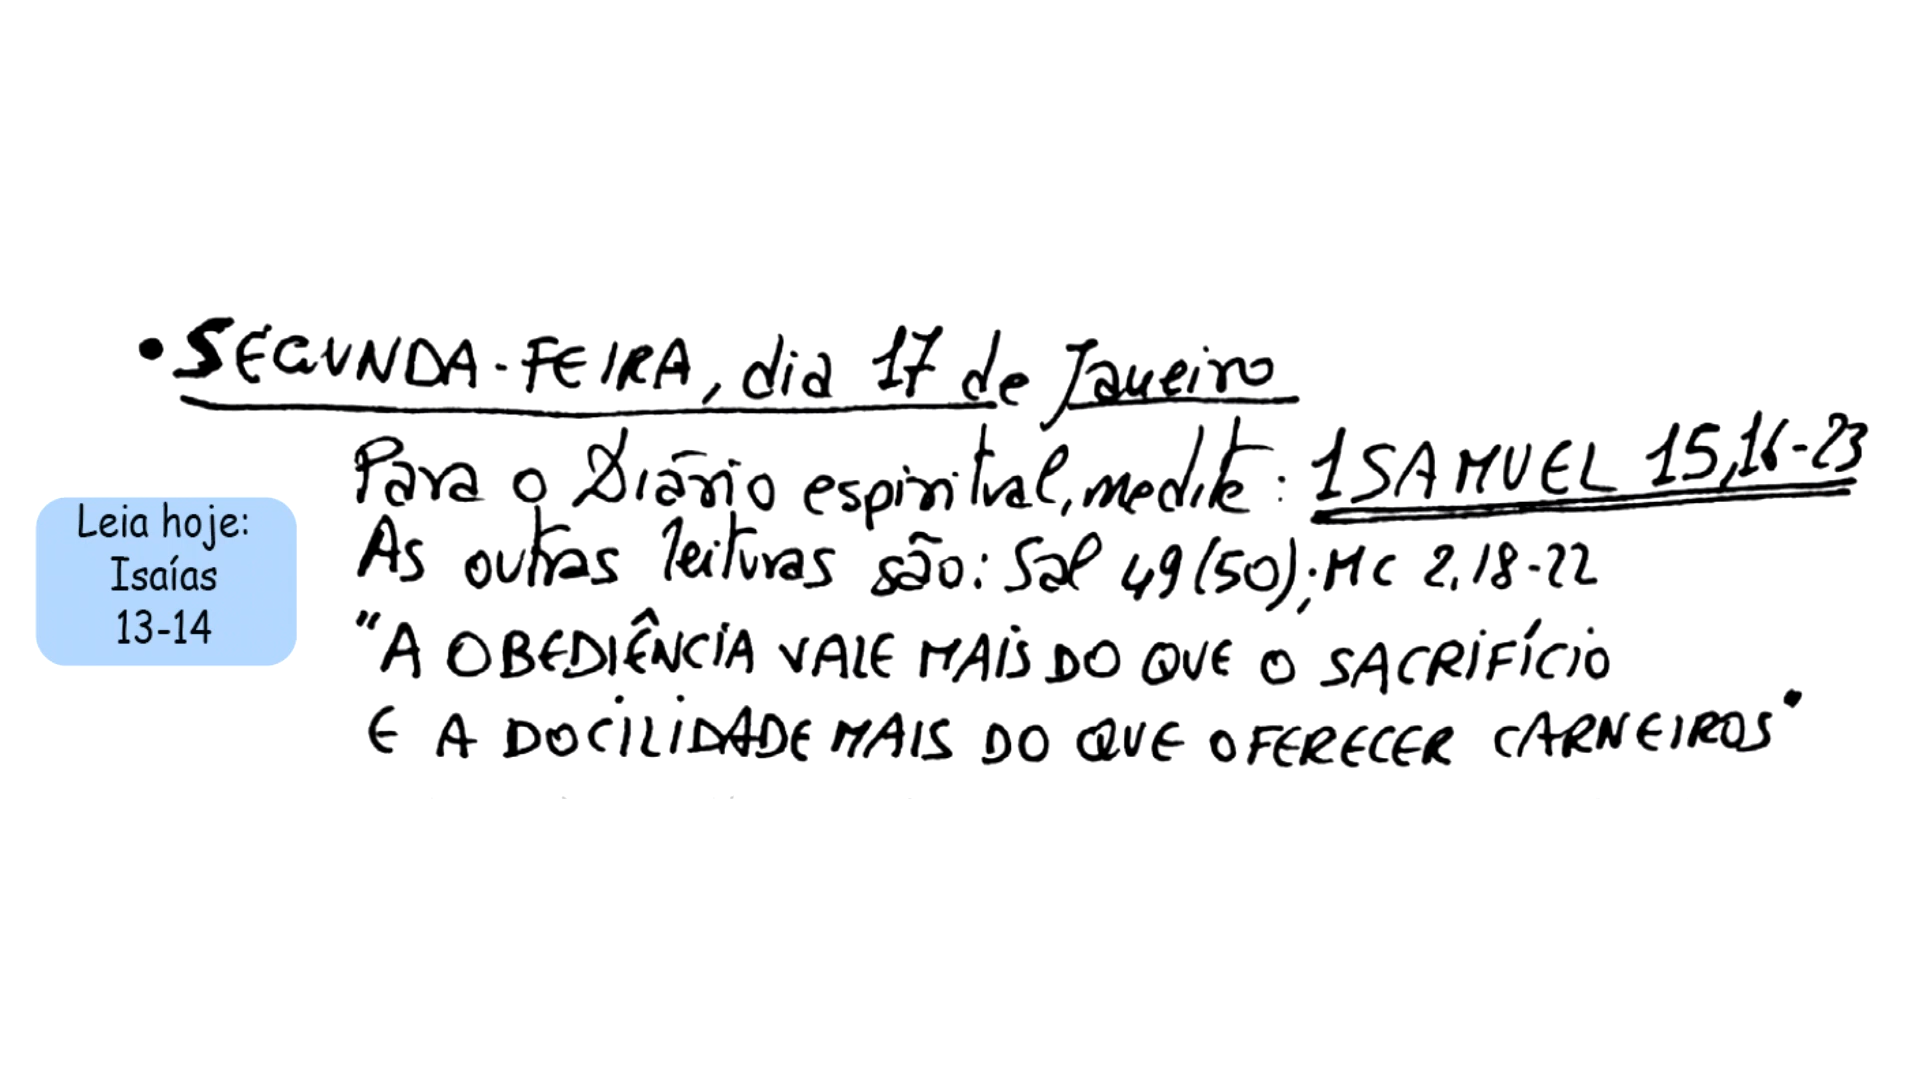 • SEGUNDA-FEIRA, dia 17 de Janeiro
Para o Diário espiritual, medite: 1 SAMUEL 15,16-23
As outras leituras são: Sal 49(50); Mc 2,18-22
"A OBEDIÊNCIA VALE MAIS DO QUE O SACRIFÍCIO
E A DOCILIDADE MAIS DO QUE OFERECER CARNEIROS"
Leia hoje:
Isaías
13-14